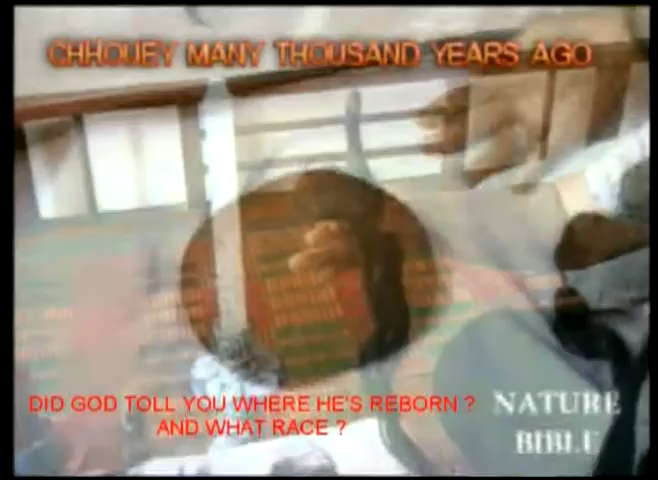 CHHOUEY MANY THOUSAND YEARS AGO
DID GOD TOLL YOU WHERE HE'S REBORN ?
AND WHAT RACE ?
NATURE
BIBLE